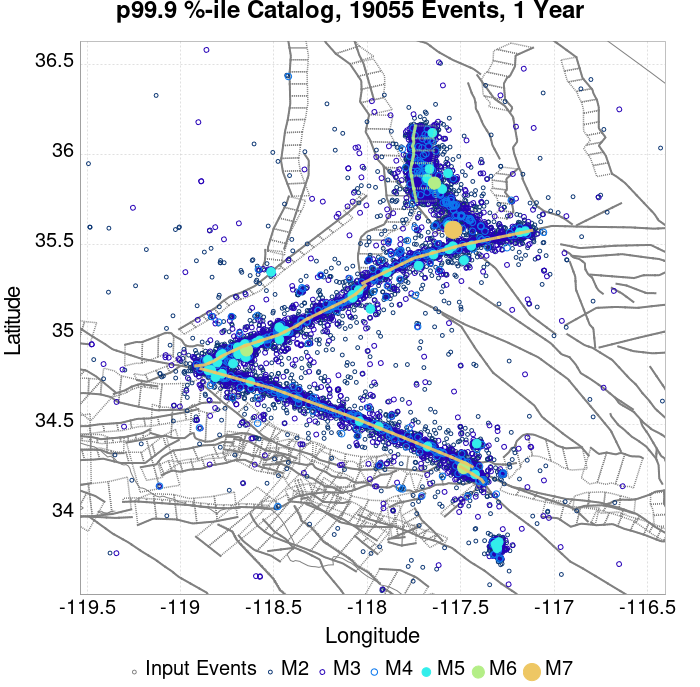 p99.9 %-ile Catalog, 19055 Events, 1 Year
36.5
36
35.5
35
34.5
34
Latitude
-119.5 -119 -118.5 -118 -117.5 -117 -116.5
Longitude
Input Events M2 M3 M4 M5 M6 M7